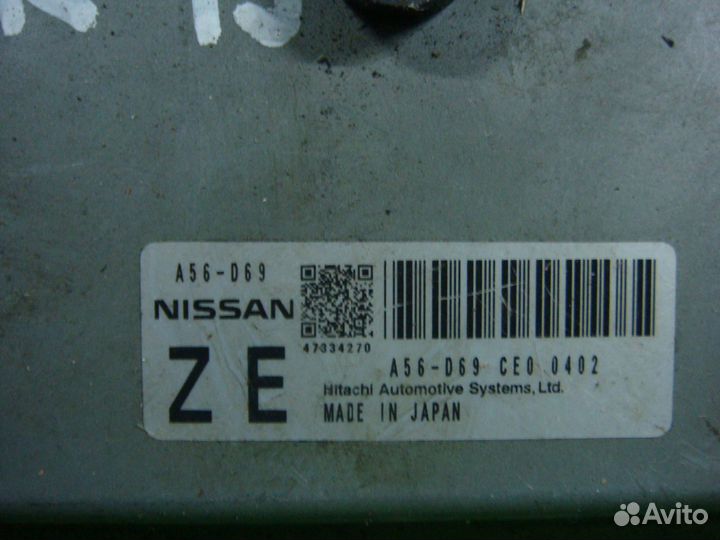 A56-D69
NISSAN
47334270
ZE
A56-D69 CE0 0402
Hitachi Automotive Systems, Ltd.
MADE IN JAPAN
Avito